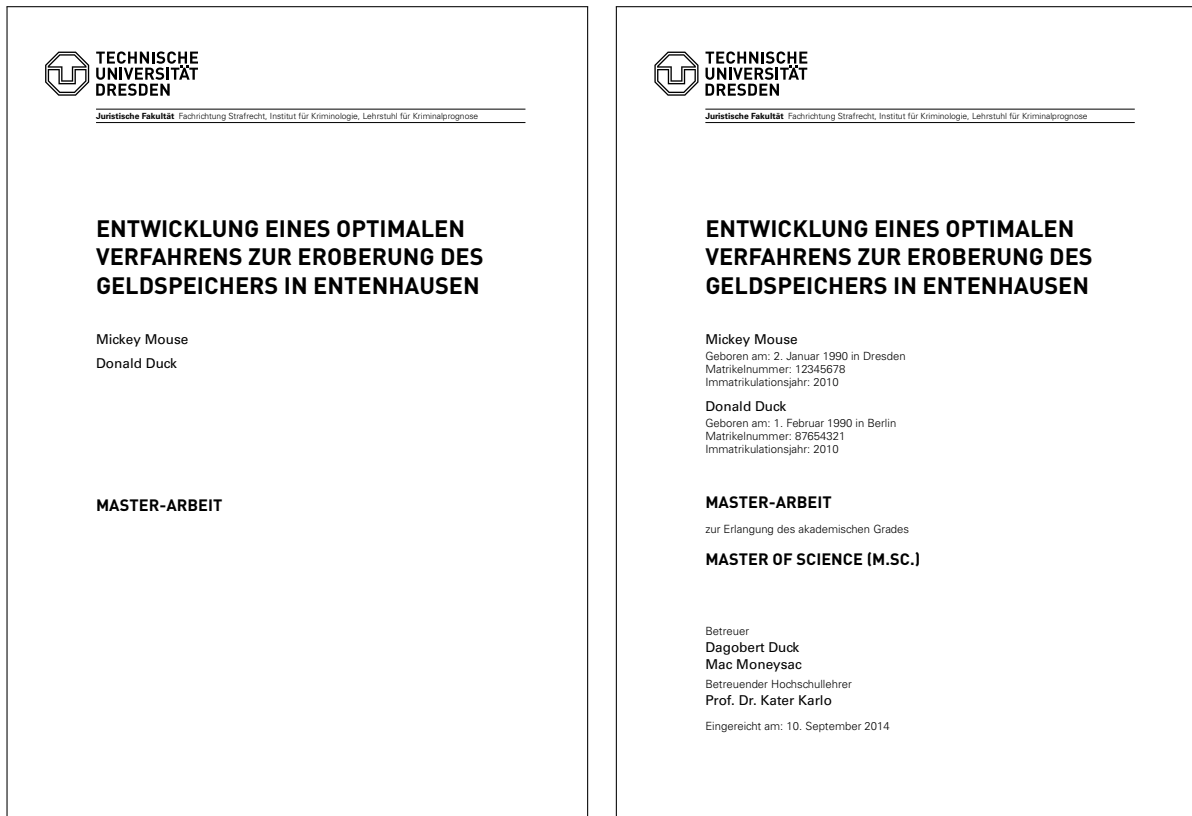 TECHNISCHE
UNIVERSITÄT
DRESDEN
Juristische Fakultät Fachrichtung Strafrecht, Institut für Kriminologie, Lehrstuhl für Kriminalprognose
ENTWICKLUNG EINES OPTIMALEN
VERFAHRENS ZUR EROBERUNG DES
GELDSPEICHERS IN ENTENHAUSEN
Mickey Mouse
Donald Duck
MASTER-ARBEIT
TECHNISCHE
UNIVERSITÄT
DRESDEN
Juristische Fakultät Fachrichtung Strafrecht, Institut für Kriminologie, Lehrstuhl für Kriminalprognose
ENTWICKLUNG EINES OPTIMALEN
VERFAHRENS ZUR EROBERUNG DES
GELDSPEICHERS IN ENTENHAUSEN
Mickey Mouse
Geboren am: 2. Januar 1990 in Dresden
Matrikelnummer: 12345678
Immatrikulationsjahr: 2010
Donald Duck
Geboren am: 1. Februar 1990 in Berlin
Matrikelnummer: 87654321
Immatrikulationsjahr: 2010
MASTER-ARBEIT
zur Erlangung des akademischen Grades
MASTER OF SCIENCE (M.SC.)
Betreuer
Dagobert Duck
Mac Moneysac
Betreuender Hochschullehrer
Prof. Dr. Kater Karlo
Eingereicht am: 10. September 2014